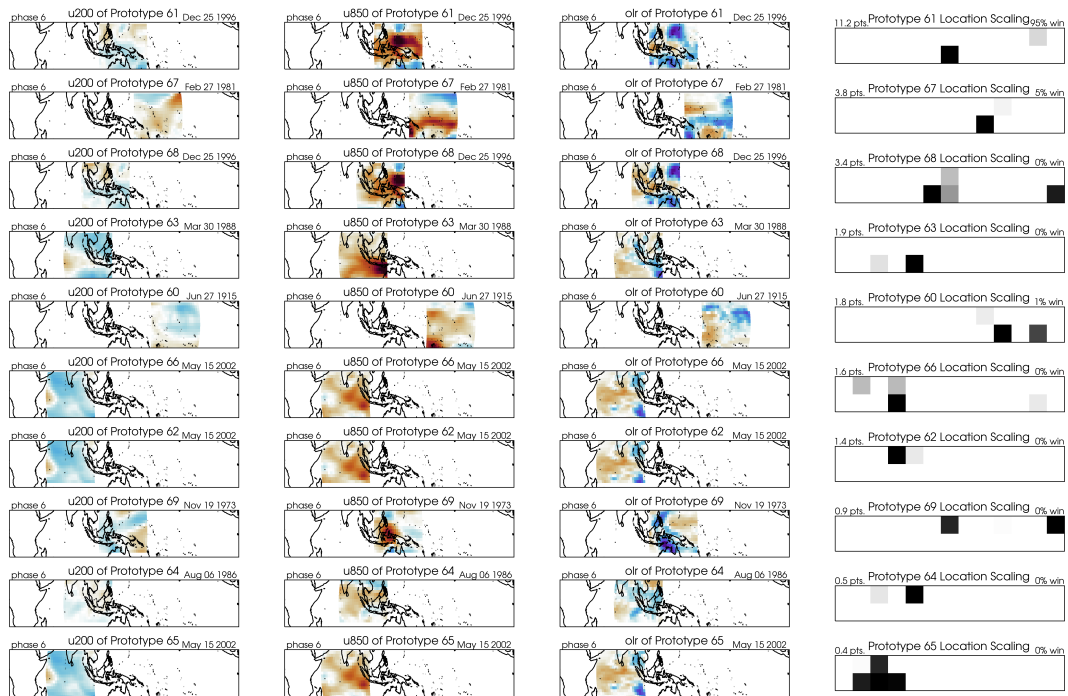 phase 6 u200 of Prototype 61 Dec 25 1996 phase 6 u850 of Prototype 61 Dec 25 1996 phase 6 olr of Prototype 61 Dec 25 1996 11.2 pts. Prototype 61 Location Scaling 95% win
phase 6 u200 of Prototype 67 Feb 27 1981 phase 6 u850 of Prototype 67 Feb 27 1981 phase 6 olr of Prototype 67 Feb 27 1981 3.8 pts. Prototype 67 Location Scaling 5% win
phase 6 u200 of Prototype 68 Dec 25 1996 phase 6 u850 of Prototype 68 Dec 25 1996 phase 6 olr of Prototype 68 Dec 25 1996 3.4 pts. Prototype 68 Location Scaling 0% win
phase 6 u200 of Prototype 63 Mar 30 1988 phase 6 u850 of Prototype 63 Mar 30 1988 phase 6 olr of Prototype 63 Mar 30 1988 1.9 pts. Prototype 63 Location Scaling 0% win
phase 6 u200 of Prototype 60 Jun 27 1915 phase 6 u850 of Prototype 60 Jun 27 1915 phase 6 olr of Prototype 60 Jun 27 1915 1.8 pts. Prototype 60 Location Scaling 1% win
phase 6 u200 of Prototype 66 May 15 2002 phase 6 u850 of Prototype 66 May 15 2002 phase 6 olr of Prototype 66 May 15 2002 1.6 pts. Prototype 66 Location Scaling 0% win
phase 6 u200 of Prototype 62 May 15 2002 phase 6 u850 of Prototype 62 May 15 2002 phase 6 olr of Prototype 62 May 15 2002 1.4 pts. Prototype 62 Location Scaling 0% win
phase 6 u200 of Prototype 69 Nov 19 1973 phase 6 u850 of Prototype 69 Nov 19 1973 phase 6 olr of Prototype 69 Nov 19 1973 0.9 pts. Prototype 69 Location Scaling 0% win
phase 6 u200 of Prototype 64 Aug 06 1986 phase 6 u850 of Prototype 64 Aug 06 1986 phase 6 olr of Prototype 64 Aug 06 1986 0.5 pts. Prototype 64 Location Scaling 0% win
phase 6 u200 of Prototype 65 May 15 2002 phase 6 u850 of Prototype 65 May 15 2002 phase 6 olr of Prototype 65 May 15 2002 0.4 pts. Prototype 65 Location Scaling 0% win